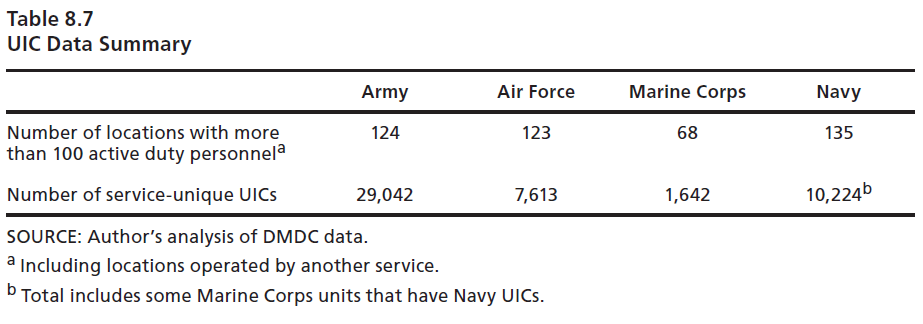 Table 8.7
UIC Data Summary
Army Air Force Marine Corps Navy
Number of locations with more
than 100 active duty personnelᵃ 124 123 68 135
Number of service-unique UICs 29,042 7,613 1,642 10,224ᵇ
SOURCE: Author’s analysis of DMDC data.
ᵃ Including locations operated by another service.
ᵇ Total includes some Marine Corps units that have Navy UICs.